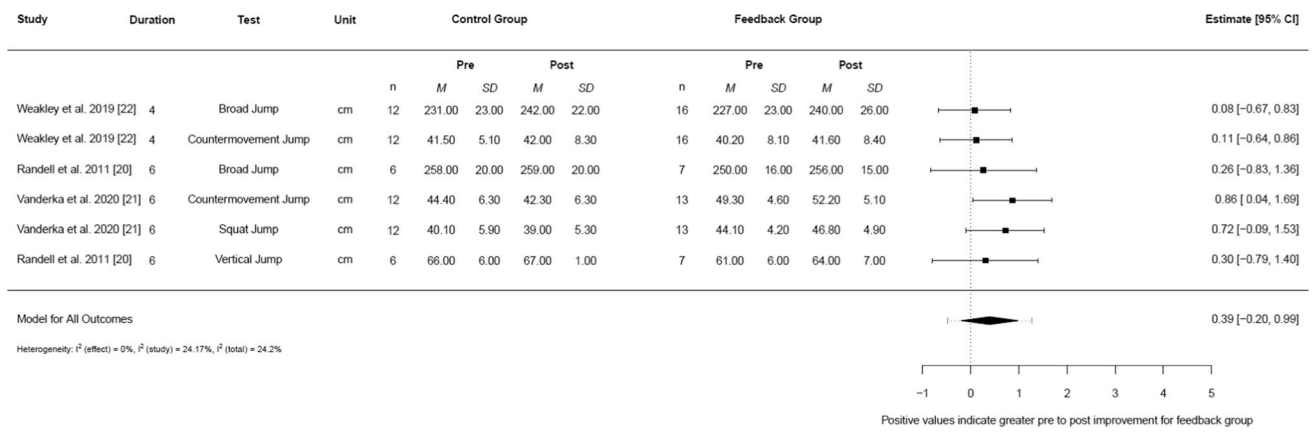 Study Duration Test Unit Control Group Feedback Group Estimate [95% CI]
Pre Post Pre Post
n M SD M SD n M SD M SD
Weakley et al. 2019 [22] 4 Broad Jump cm 12 231.00 23.00 242.00 22.00 16 227.00 23.00 240.00 26.00 0.08 [−0.67, 0.83]
Weakley et al. 2019 [22] 4 Countermovement Jump cm 12 41.50 5.10 42.00 8.30 16 40.20 8.10 41.60 8.40 0.11 [−0.64, 0.86]
Randell et al. 2011 [20] 6 Broad Jump cm 6 258.00 20.00 259.00 20.00 7 250.00 16.00 256.00 15.00 0.26 [−0.83, 1.36]
Vanderka et al. 2020 [21] 6 Countermovement Jump cm 12 44.40 6.30 42.30 6.30 13 49.30 4.60 52.20 5.10 0.86 [ 0.04, 1.69]
Vanderka et al. 2020 [21] 6 Squat Jump cm 12 40.10 5.90 39.00 5.30 13 44.10 4.20 46.80 4.90 0.72 [−0.09, 1.53]
Randell et al. 2011 [20] 6 Vertical Jump cm 6 66.00 6.00 67.00 1.00 7 61.00 6.00 64.00 7.00 0.30 [−0.79, 1.40]
Model for All Outcomes 0.39 [−0.20, 0.99]
Heterogeneity: I² (effect) = 0%, I² (study) = 24.17%, I² (total) = 24.2%
−1 0 1 2 3 4 5
Positive values indicate greater pre to post improvement for feedback group